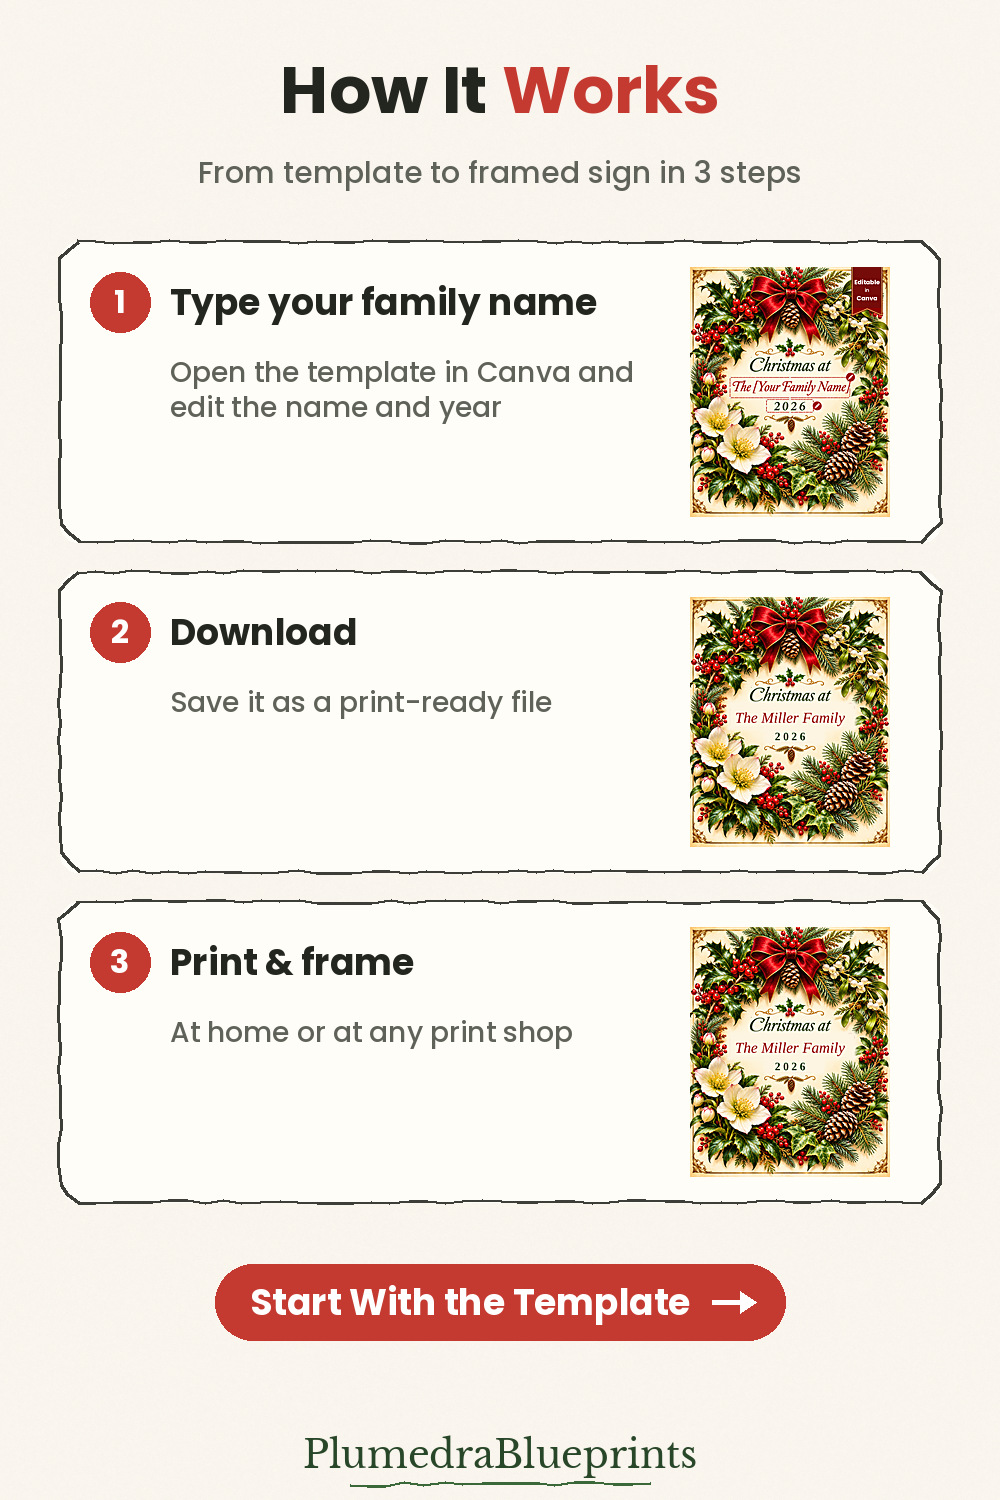 How It Works
From template to framed sign in 3 steps
1
Type your family name
Open the template in Canva and
edit the name and year
Editable
in
Canva
Christmas at
The [Your Family Name]
2026
2
Download
Save it as a print-ready file
Christmas at
The Miller Family
2026
3
Print & frame
At home or at any print shop
Christmas at
The Miller Family
2026
Start With the Template →
PlumedraBlueprints